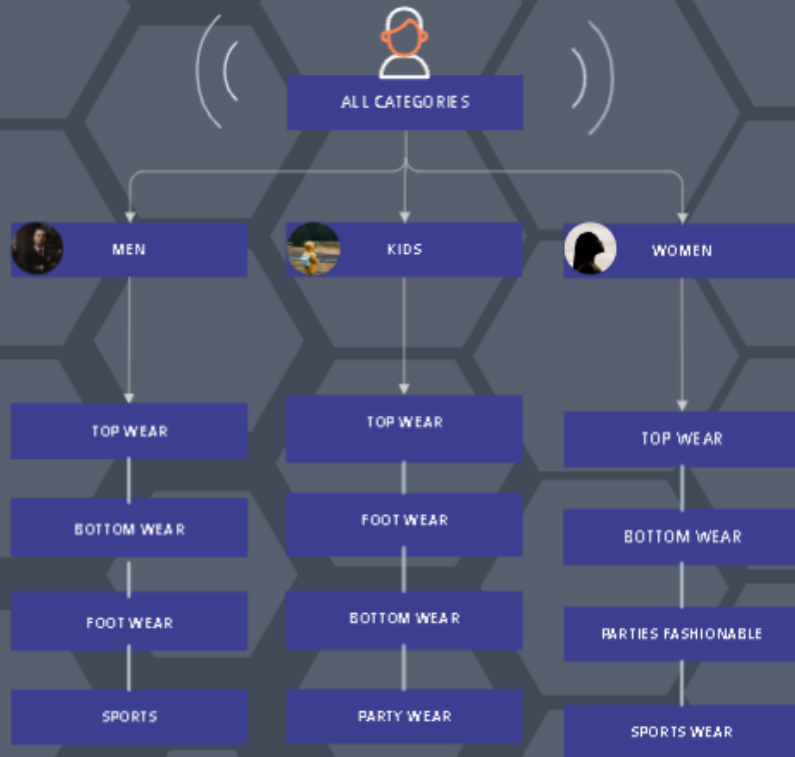 ALL CATEGORIES
MEN
KIDS
WOMEN
TOP WEAR
BOTTOM WEAR
FOOT WEAR
SPORTS
TOP WEAR
FOOT WEAR
BOTTOM WEAR
PARTY WEAR
TOP WEAR
BOTTOM WEAR
PARTIES FASHIONABLE
SPORTS WEAR